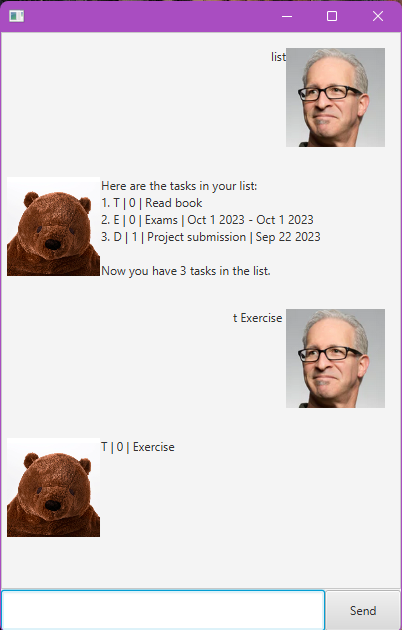 list
Here are the tasks in your list:
1. T | 0 | Read book
2. E | 0 | Exams | Oct 1 2023 - Oct 1 2023
3. D | 1 | Project submission | Sep 22 2023
Now you have 3 tasks in the list.
t Exercise
T | 0 | Exercise
Send